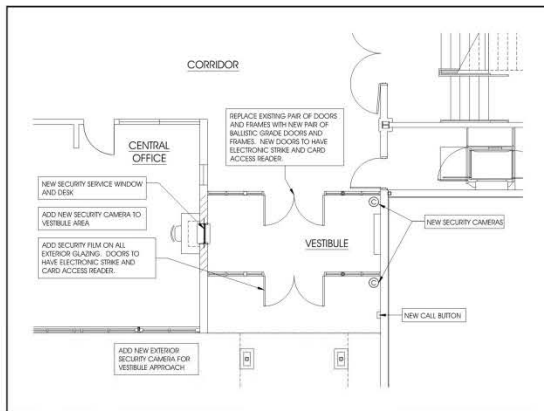 CORRIDOR
REPLACE EXISTING PAIR OF DOORS
AND FRAMES WITH NEW PAIR OF
BALLISTIC GRADE DOORS AND
FRAMES. NEW DOORS TO HAVE
ELECTRONIC STRIKE AND CARD
ACCESS READER.
CENTRAL
OFFICE
NEW SECURITY SERVICE WINDOW
AND DESK
ADD NEW SECURITY CAMERA TO
VESTIBULE AREA
ADD SECURITY FILM ON ALL
EXTERIOR GLAZING. DOORS TO
HAVE ELECTRONIC STRIKE AND
CARD ACCESS READER.
VESTIBULE
NEW SECURITY CAMERAS
NEW CALL BUTTON
ADD NEW EXTERIOR
SECURITY CAMERA FOR
VESTIBULE APPROACH